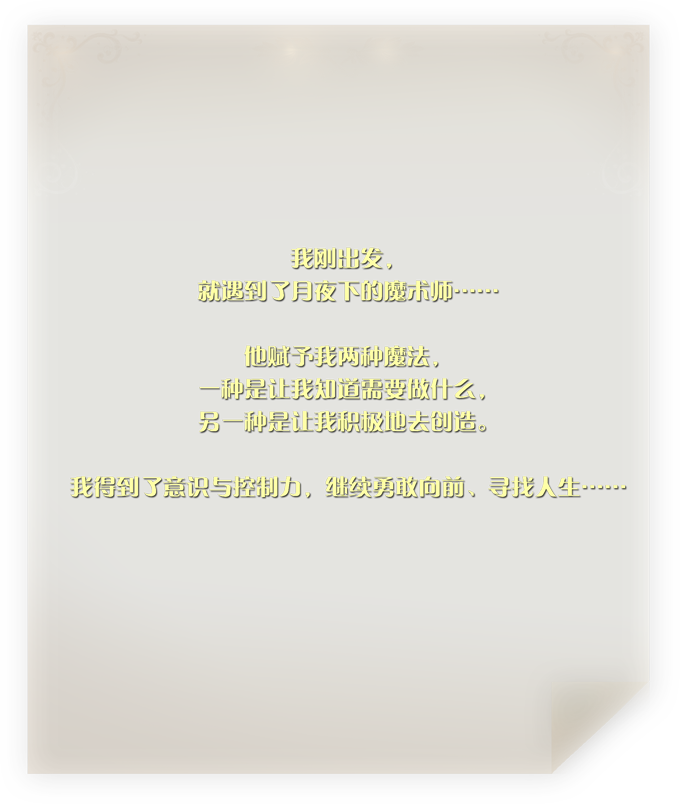 我刚出发，
就遇到了月夜下的魔术师……
他赋予我两种魔法，
一种是让我知道需要做什么，
另一种是让我积极地去创造。
我得到了意识与控制力，继续勇敢向前、寻找人生……